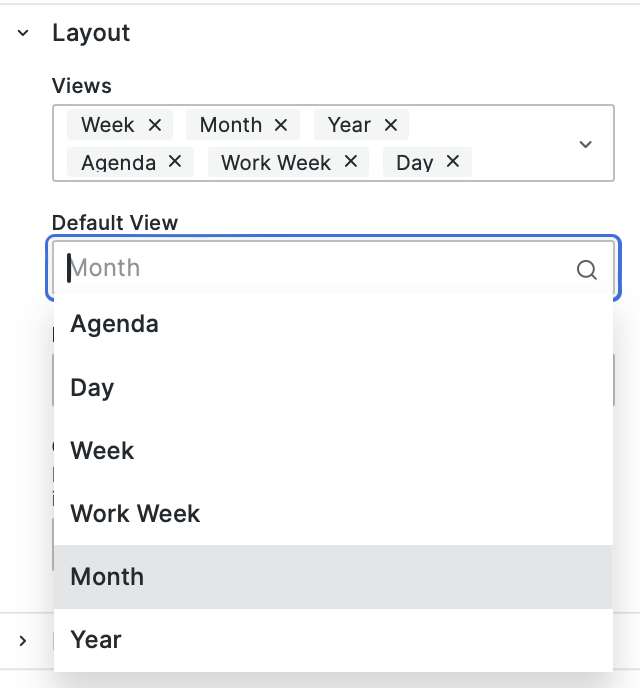 Layout
Views
Week × Month × Year ×
Agenda × Work Week × Day ×
Default View
Month
Agenda
Day
Week
Work Week
Month
Year